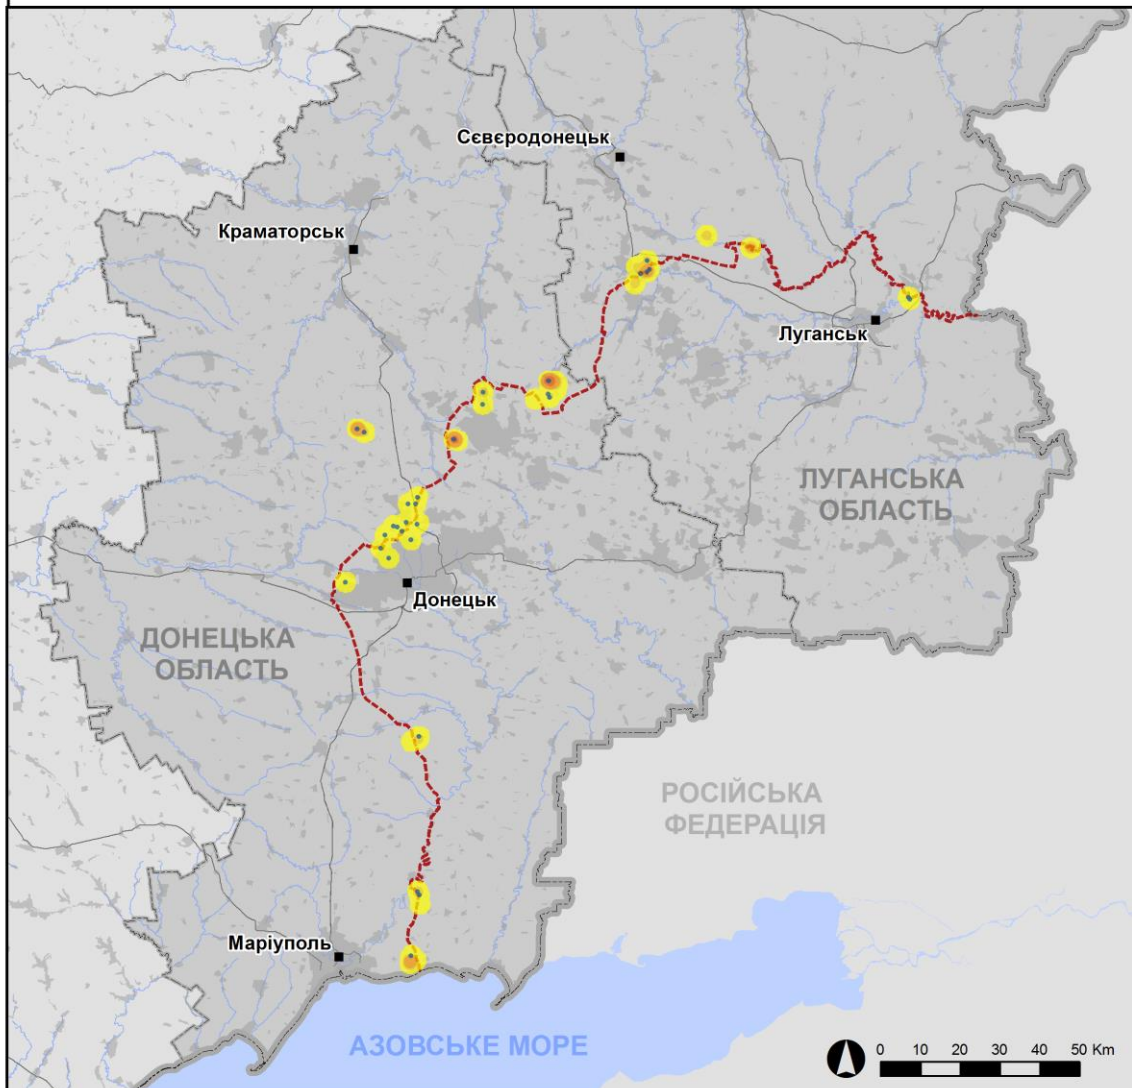 Сєвєродонецьк
Краматорськ
Луганськ
ЛУГАНСЬКА
ОБЛАСТЬ
Донецьк
ДОНЕЦЬКА
ОБЛАСТЬ
РОСІЙСЬКА
ФЕДЕРАЦІЯ
Маріуполь
АЗОВСЬКЕ МОРЕ
0 10 20 30 40 50 Km